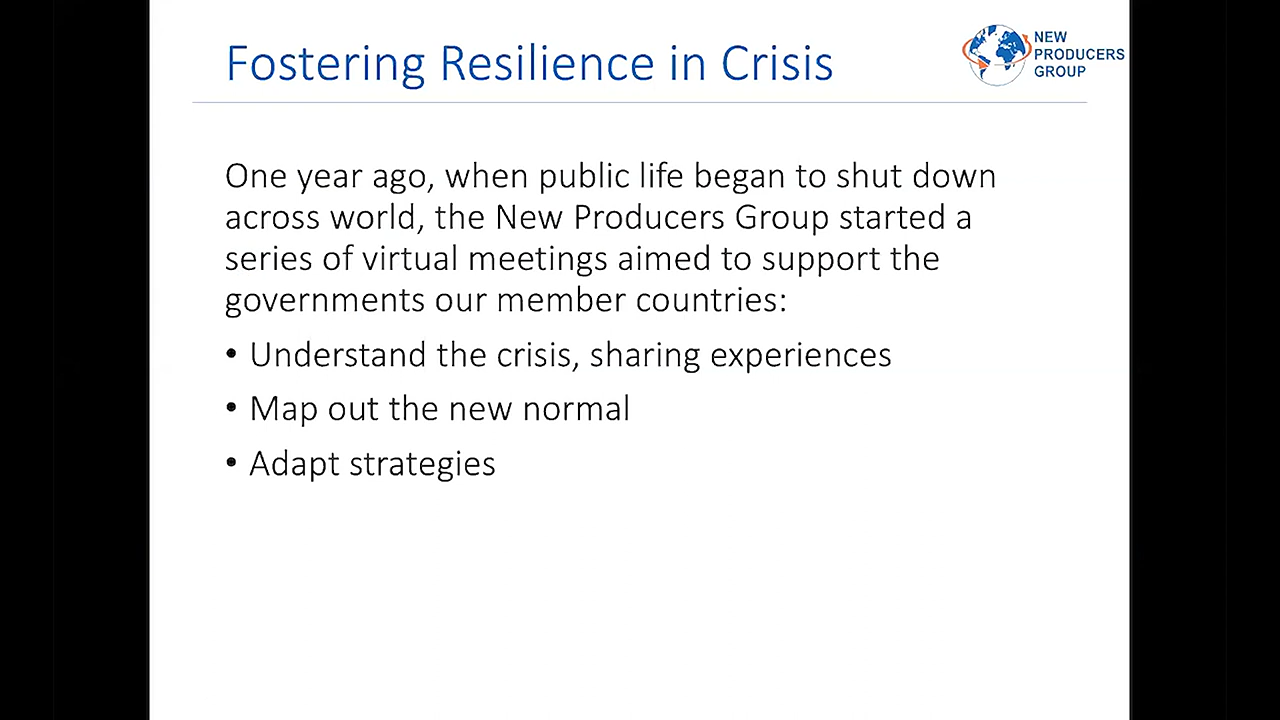 Fostering Resilience in Crisis
NEW
PRODUCERS
GROUP
One year ago, when public life began to shut down
across world, the New Producers Group started a
series of virtual meetings aimed to support the
governments our member countries:
• Understand the crisis, sharing experiences
• Map out the new normal
• Adapt strategies